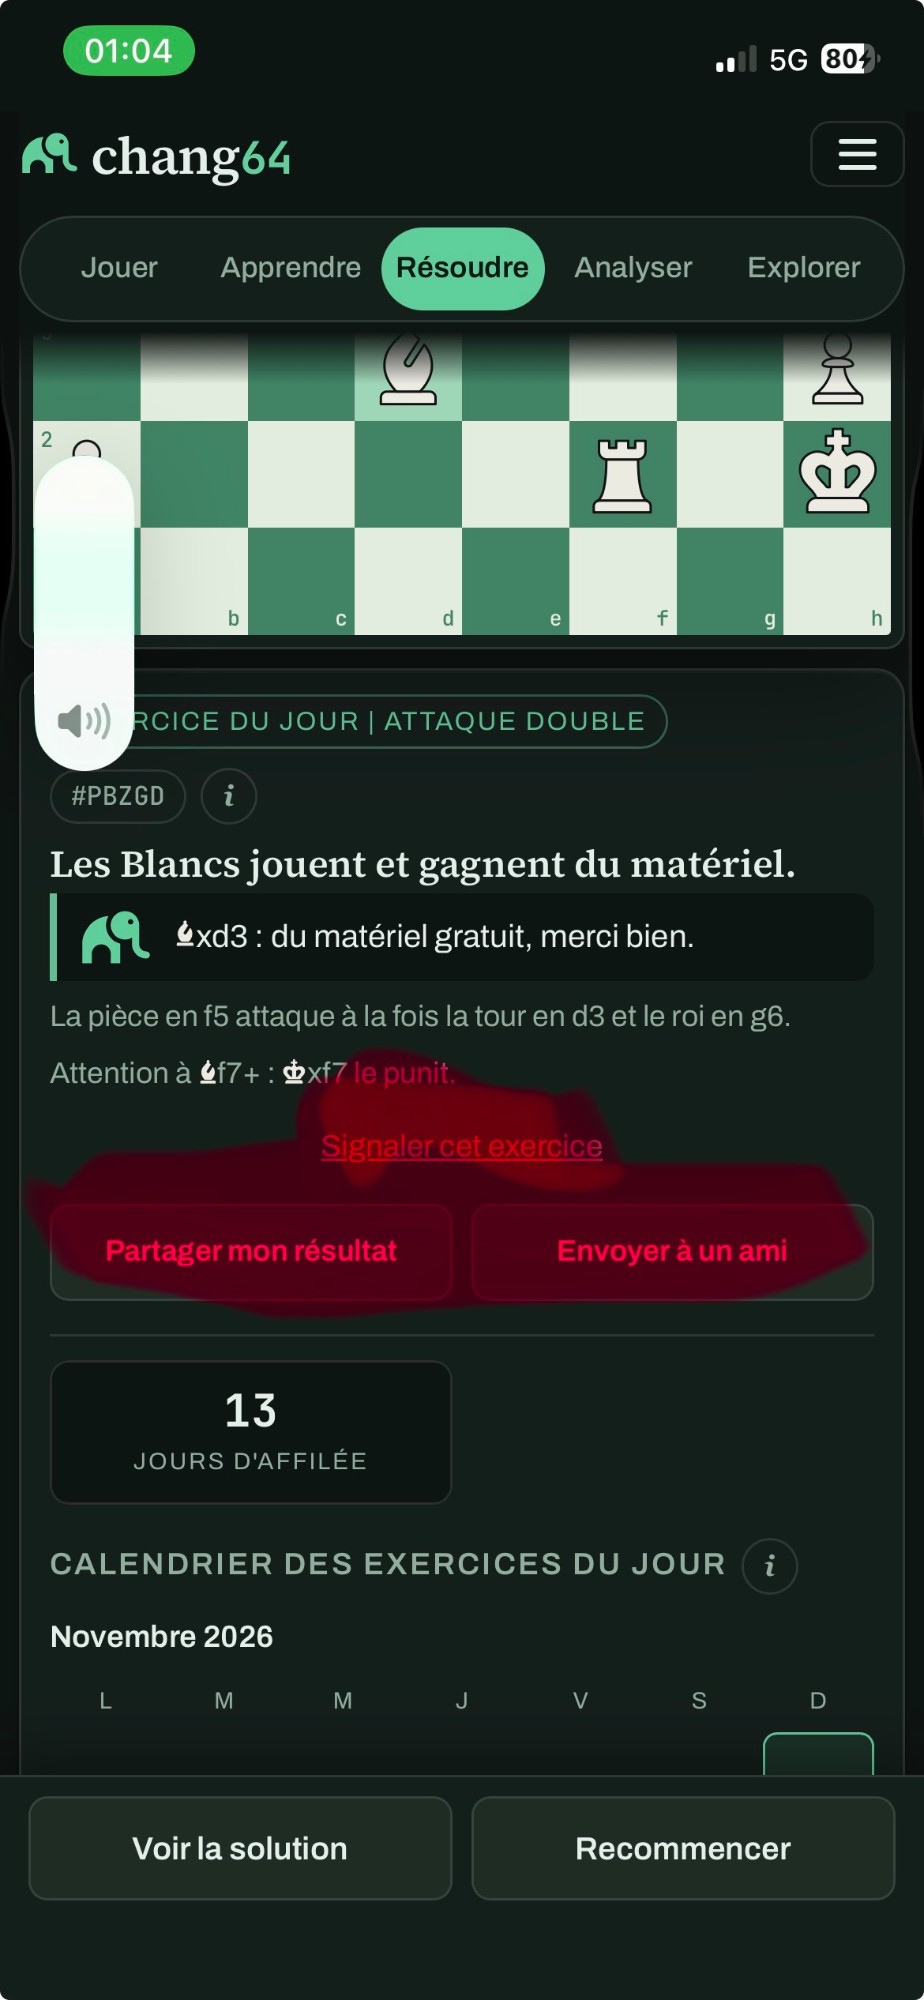 01:04
5G 80
chang64
Jouer Apprendre Résoudre Analyser Explorer
2
b c d e f g h
RCICE DU JOUR | ATTAQUE DOUBLE
#PBZGD i
Les Blancs jouent et gagnent du matériel.
♝xd3 : du matériel gratuit, merci bien.
La pièce en f5 attaque à la fois la tour en d3 et le roi en g6.
Attention à ♝f7+ : ♚xf7 le punit.
Signaler cet exercice
Partager mon résultat Envoyer à un ami
13
JOURS D'AFFILÉE
CALENDRIER DES EXERCICES DU JOUR i
Novembre 2026
L M M J V S D
Voir la solution Recommencer